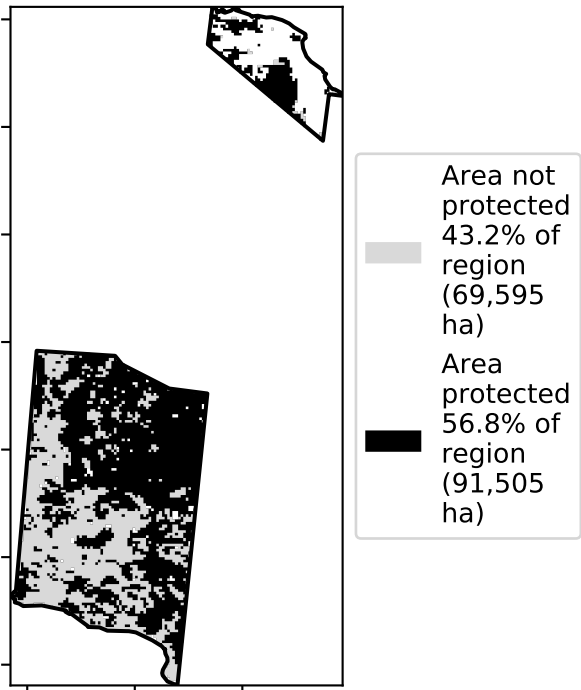 Area not
protected
43.2% of
region
(69,595
ha)
Area
protected
56.8% of
region
(91,505
ha)